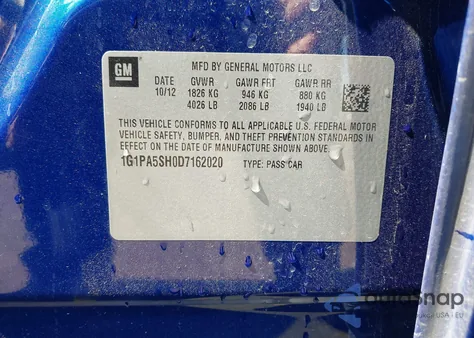 GM
MFD BY GENERAL MOTORS LLC
DATE GVWR GAWR FRT GAWR RR
10/12 1826 KG 946 KG 880 KG
4026 LB 2086 LB 1940 LB
THIS VEHICLE CONFORMS TO ALL APPLICABLE U.S. FEDERAL MOTOR
VEHICLE SAFETY, BUMPER, AND THEFT PREVENTION STANDARDS IN
EFFECT ON THE DATE OF MANUFACTURE SHOWN ABOVE.
1G1PA5SH0D7162020 TYPE: PASS CAR